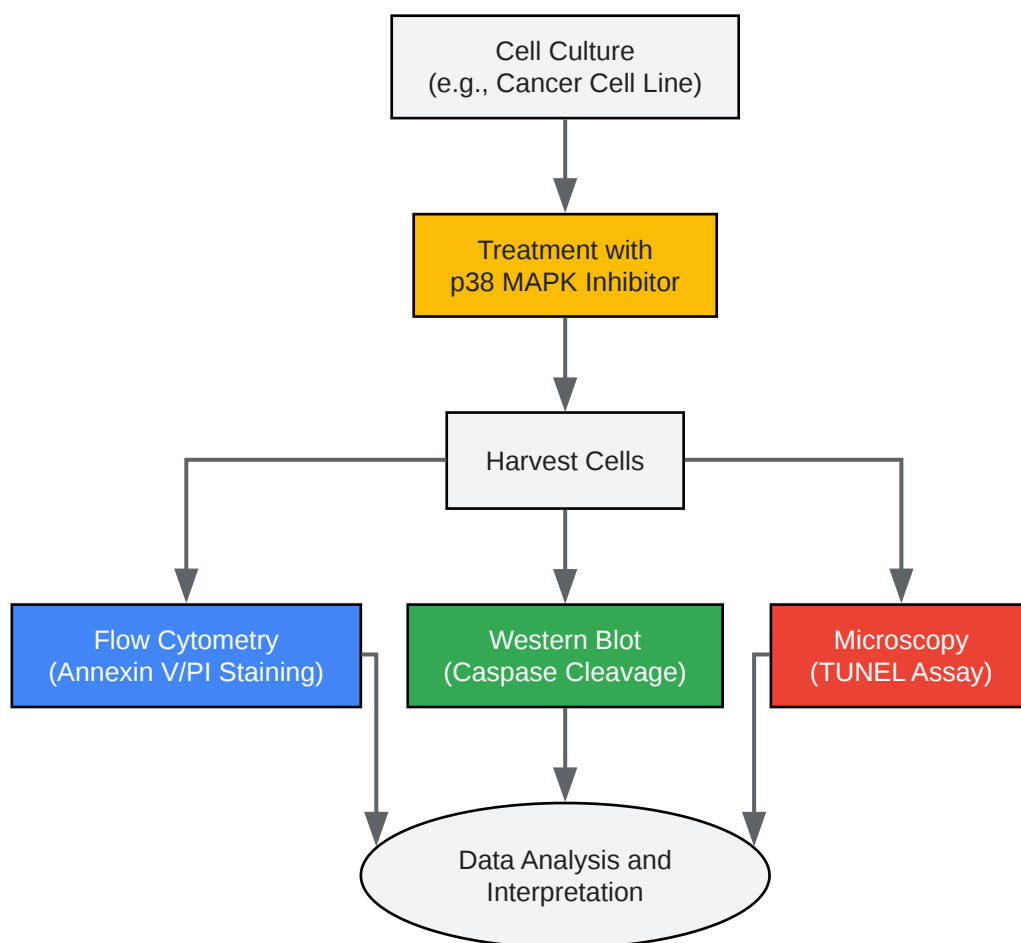 Cell Culture
(e.g., Cancer Cell Line)
Treatment with
p38 MAPK Inhibitor
Harvest Cells
Flow Cytometry
(Annexin V/PI Staining)
Western Blot
(Caspase Cleavage)
Microscopy
(TUNEL Assay)
Data Analysis and
Interpretation